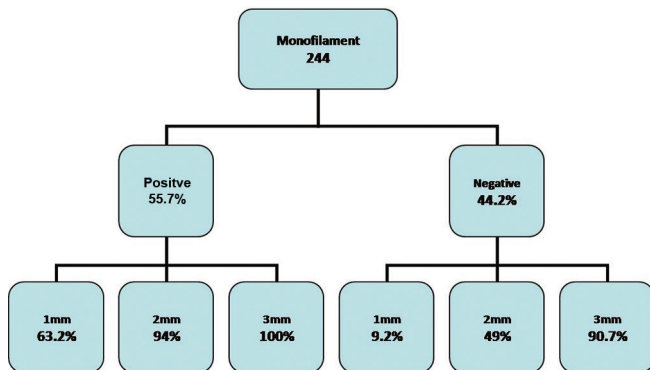 Monofilament
244
Positve
55.7%
Negative
44.2%
1mm
63.2%
2mm
94%
3mm
100%
1mm
9.2%
2mm
49%
3mm
90.7%